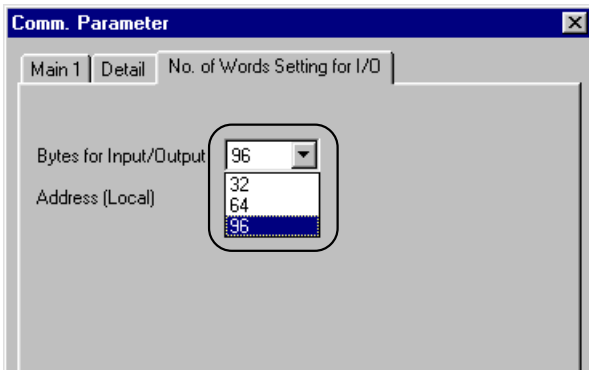 Comm. Parameter
Main 1 Detail No. of Words Setting for I/O
Bytes for Input/Output 96
32
Address (Local)
64
96